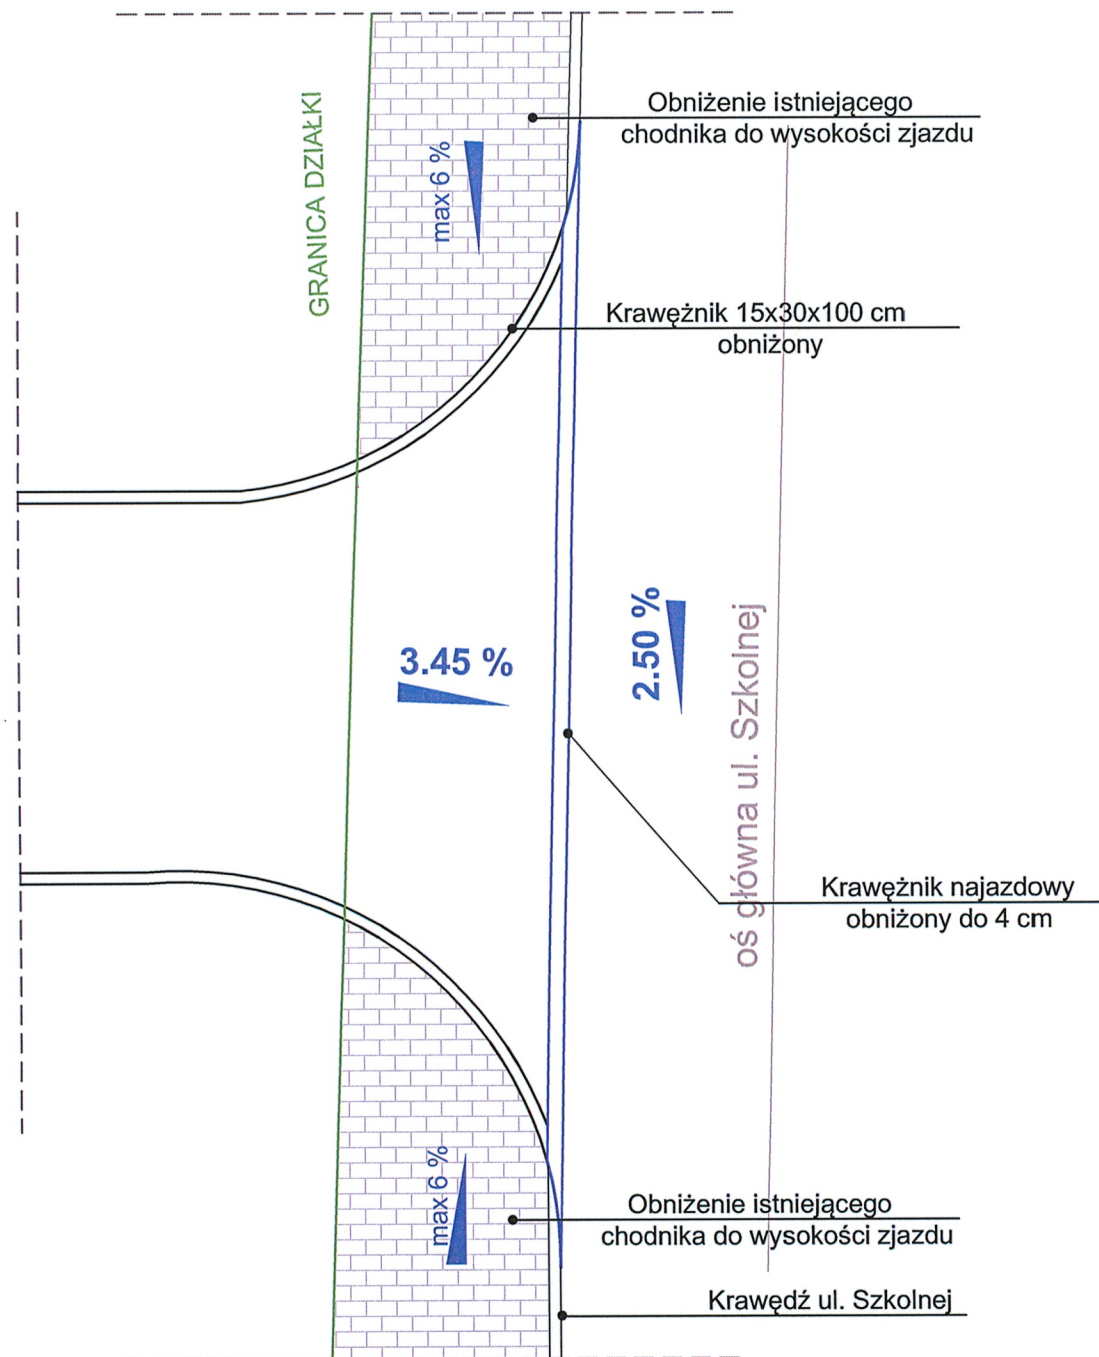 Obniżenie istniejącego
chodnika do wysokości zjazdu
GRANICA DZIAŁKI
max 6 %
Krawężnik 15x30x100 cm
obniżony
3.45 %
2.50 %
oś główna ul. Szkolnej
Krawężnik najazdowy
obniżony do 4 cm
max 6 %
Obniżenie istniejącego
chodnika do wysokości zjazdu
Krawędź ul. Szkolnej